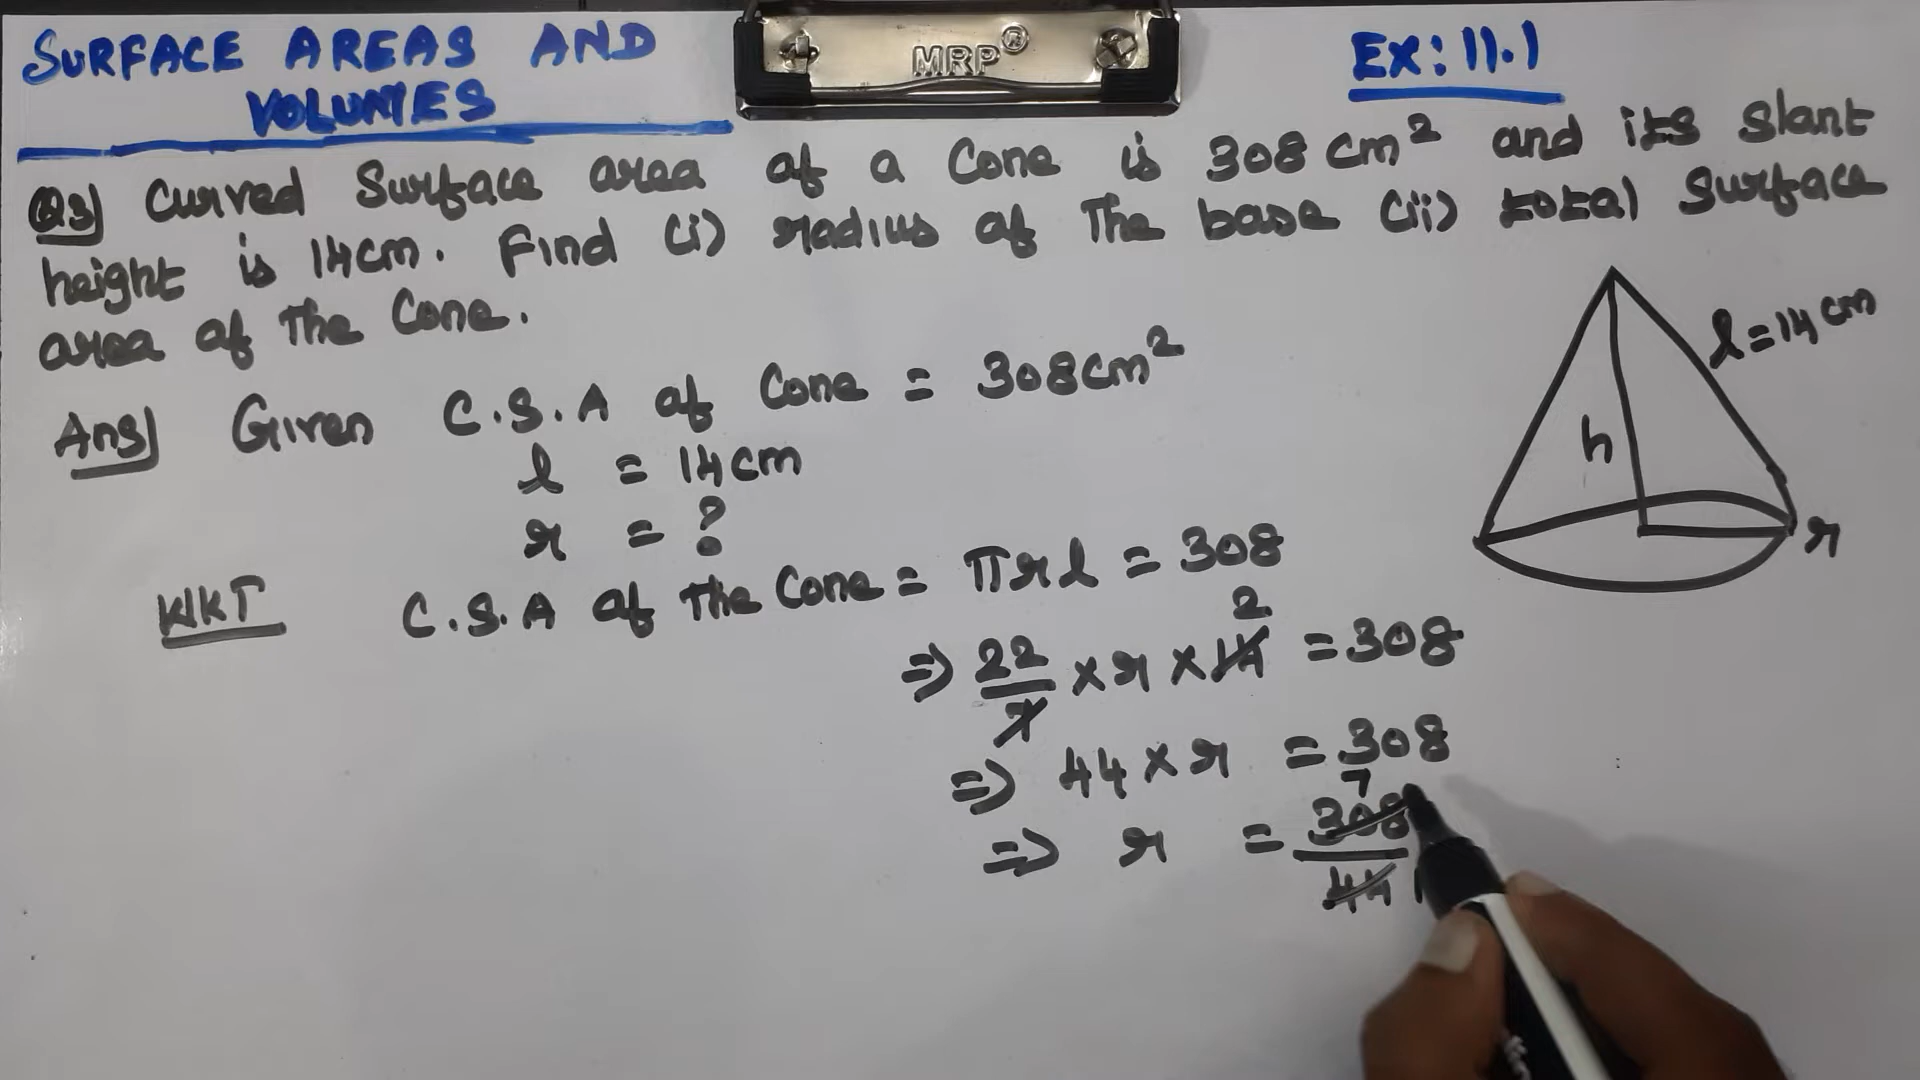 SURFACE AREAS AND
VOLUMES
MRP®
EX: 11.1
Q3) Curved Surface area of a Cone is 308 cm² and its slant
height is 14cm. Find (i) radius of The base (ii) total Surface
area of The Cone.
Ans) Given C.S.A of Cone = 308cm²
l = 14cm
r = ?
WKT C.S.A of The Cone = πrl = 308
2
=> 22/7 × r × 14 = 308
=> 44 × r = 308
7
=> r = 308/44
l = 14 cm
h
r